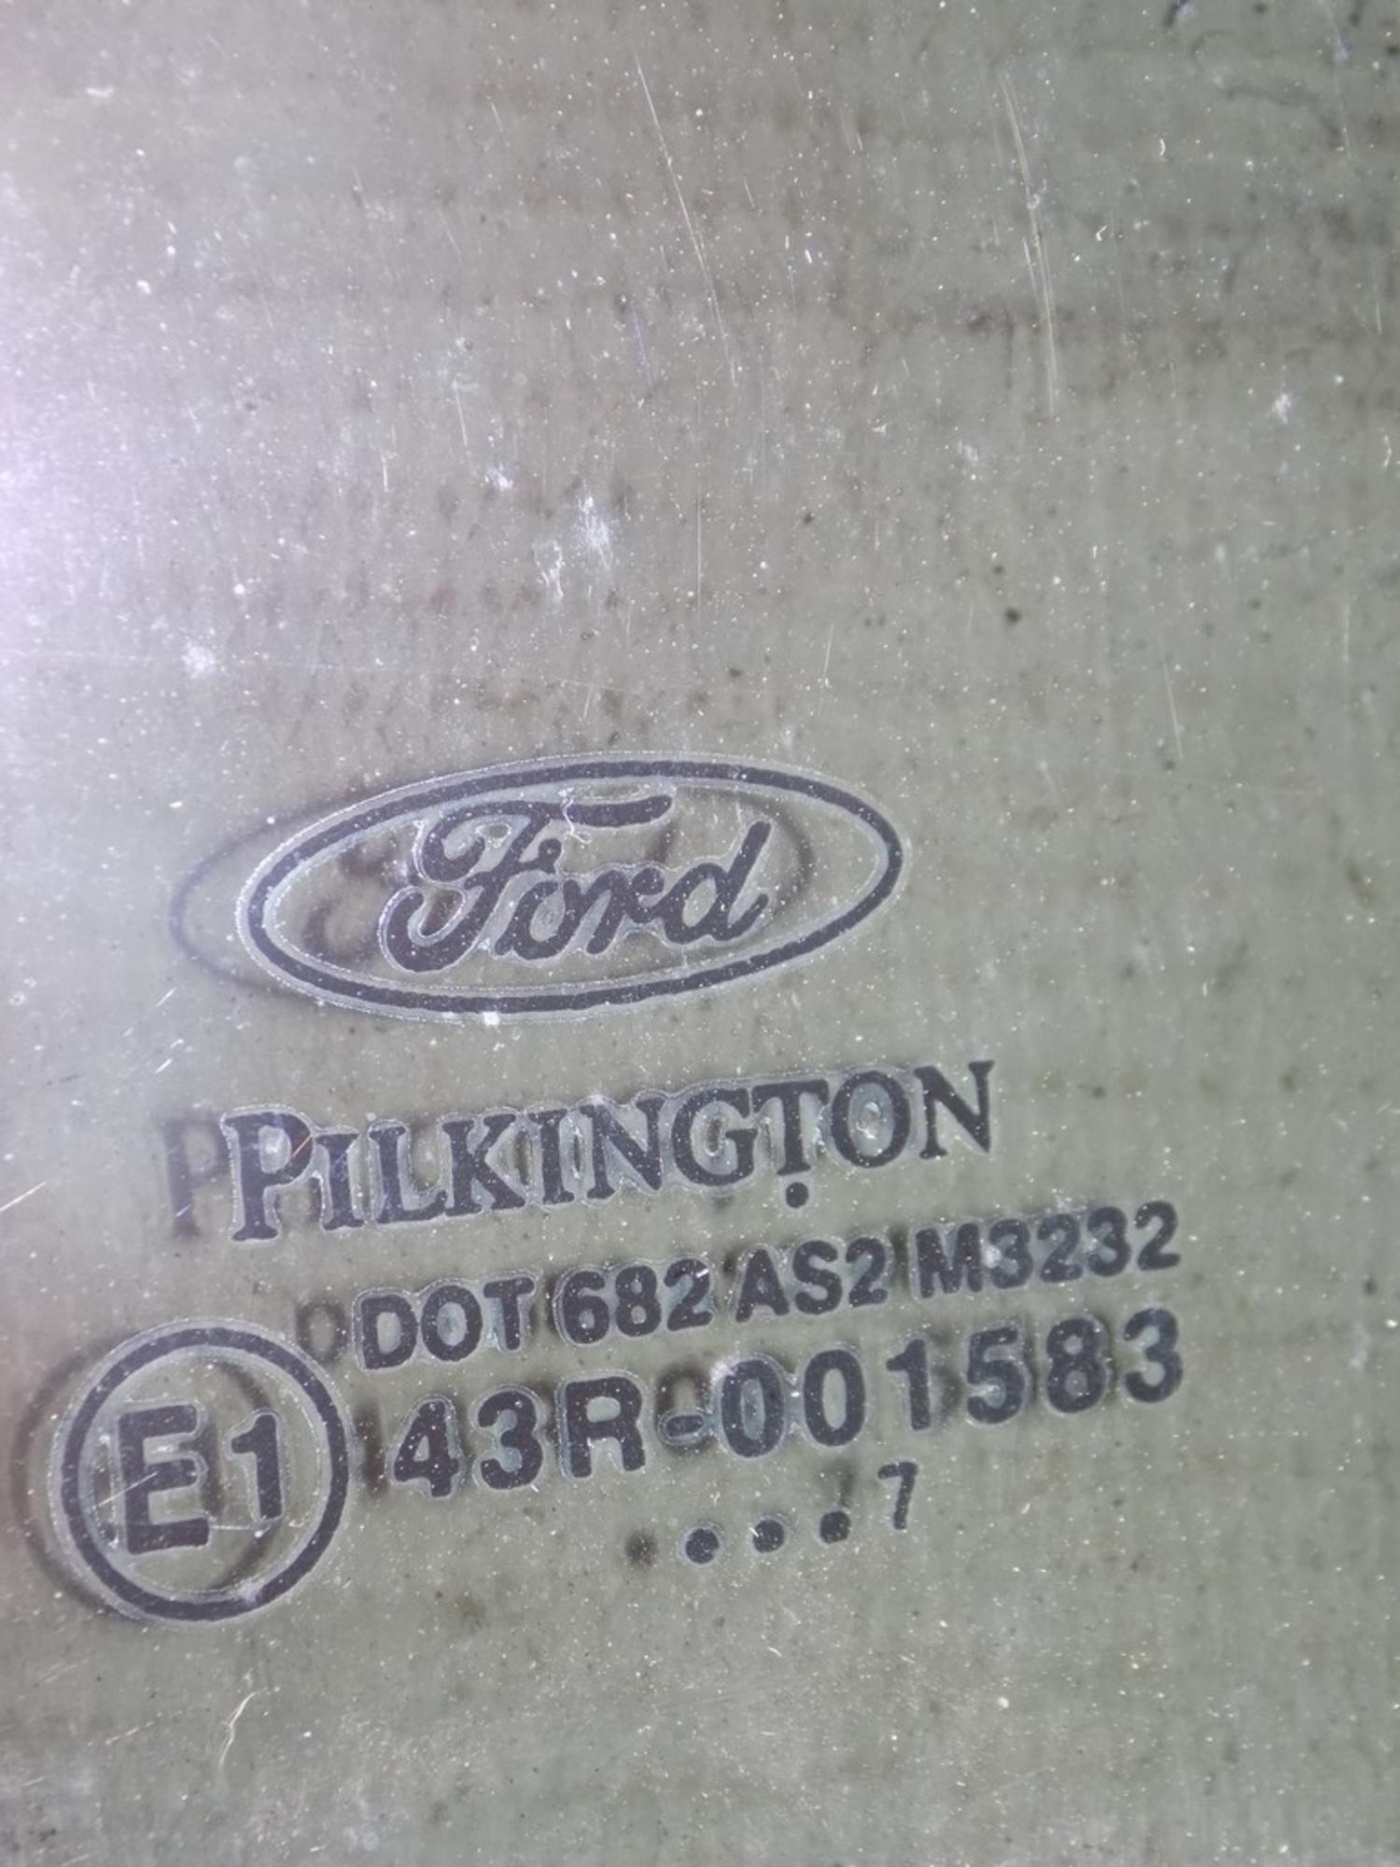 Ford
PILKINGTON
DOT 682 AS2 M3232
E1 43R-001583
....7